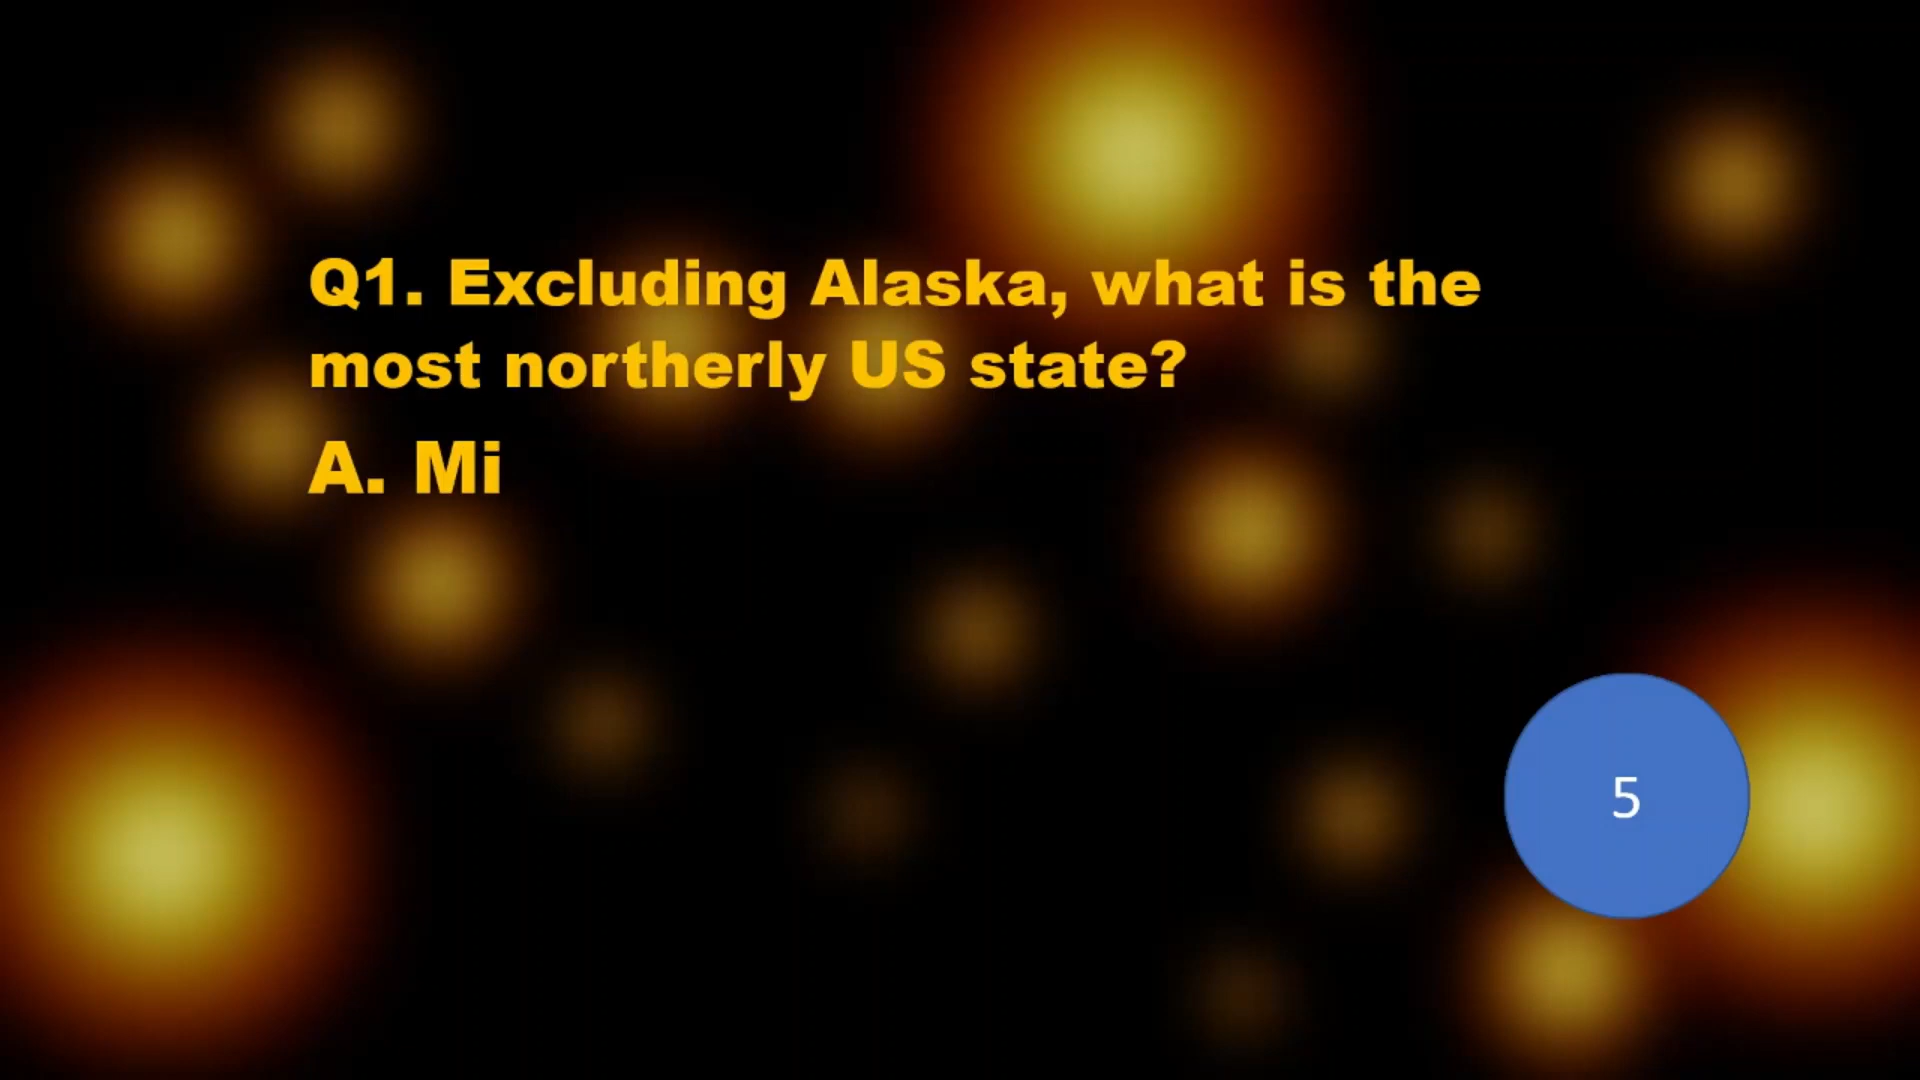 Q1. Excluding Alaska, what is the
most northerly US state?
A. Mi
5